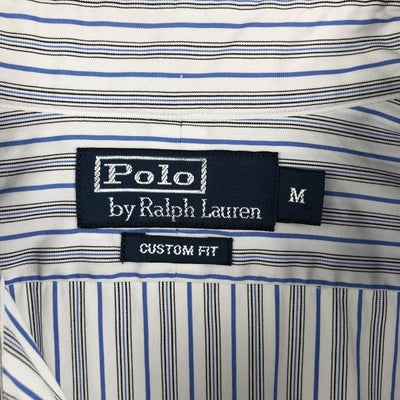 Polo
by Ralph Lauren
M
CUSTOM FIT